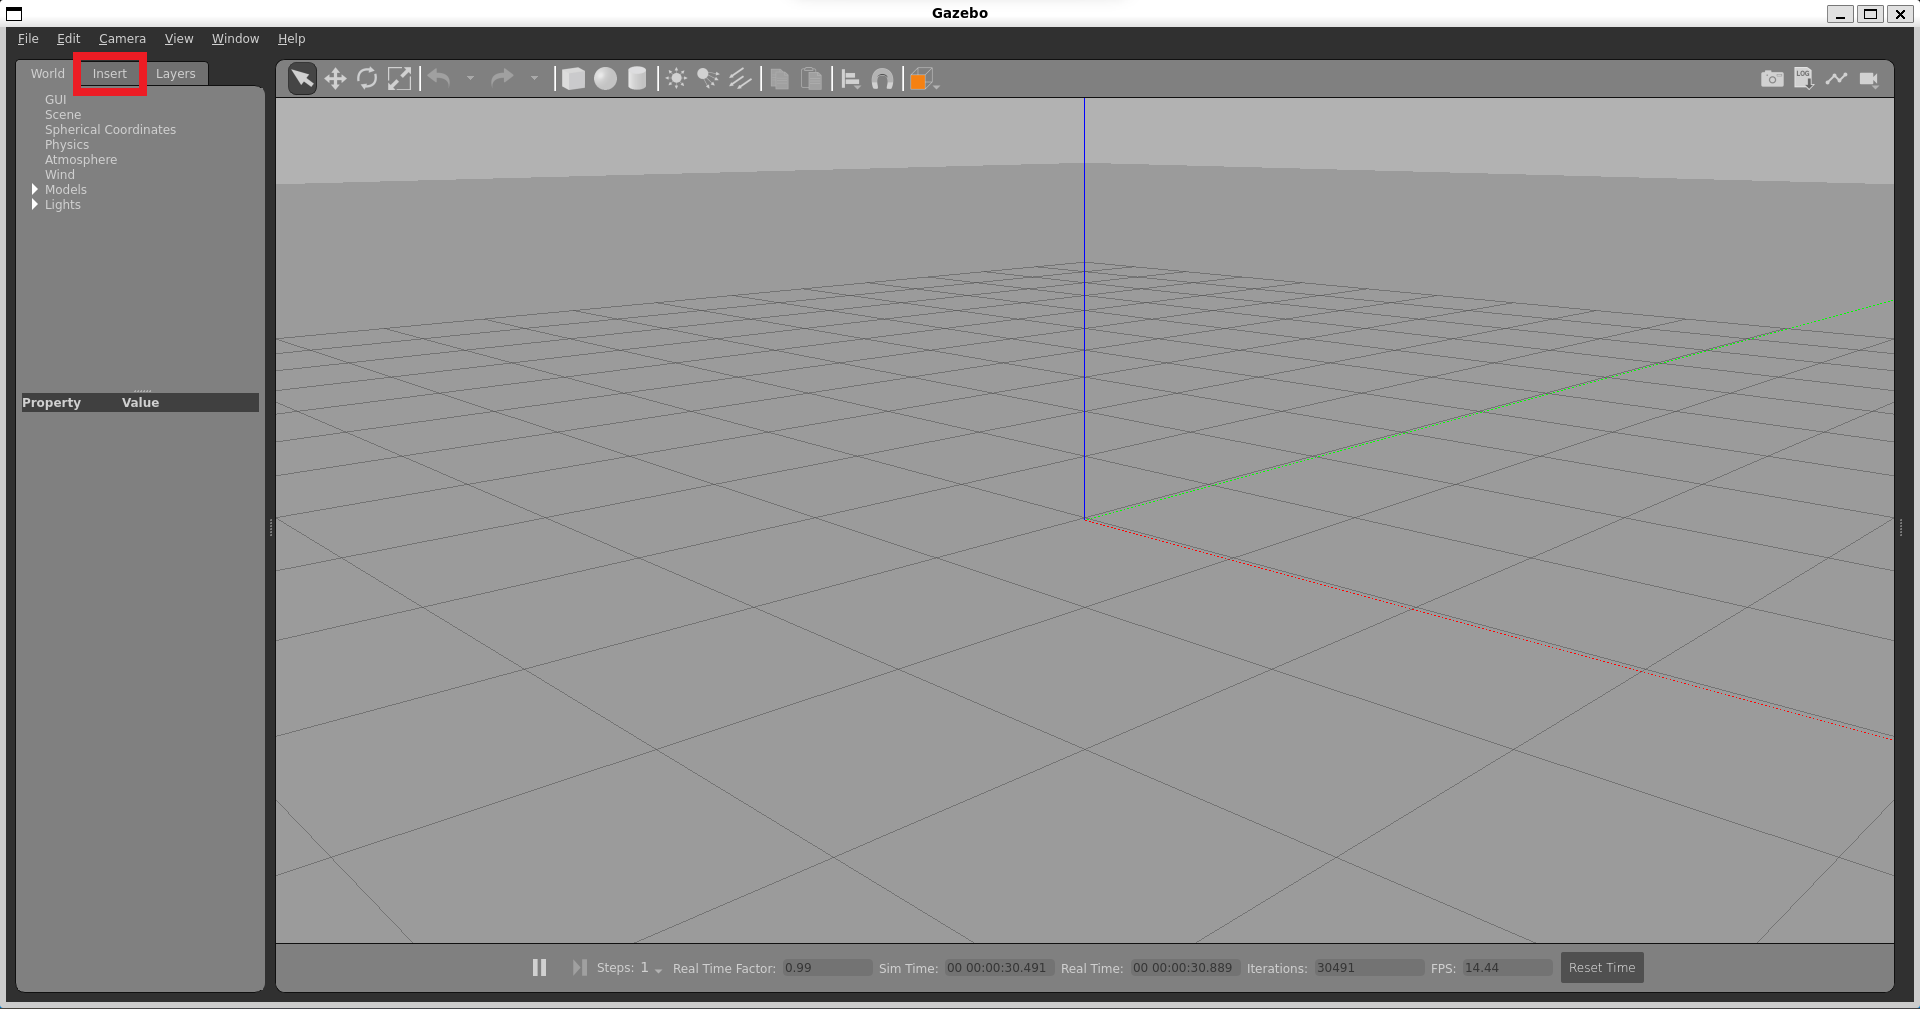 Gazebo
File Edit Camera View Window Help
World Insert Layers
LOG
GUI
Scene
Spherical Coordinates
Physics
Atmosphere
Wind
Models
Lights
Property Value
Steps: 1 Real Time Factor: 0.99 Sim Time: 00 00:00:30.491 Real Time: 00 00:00:30.889 Iterations: 30491 FPS: 14.44 Reset Time